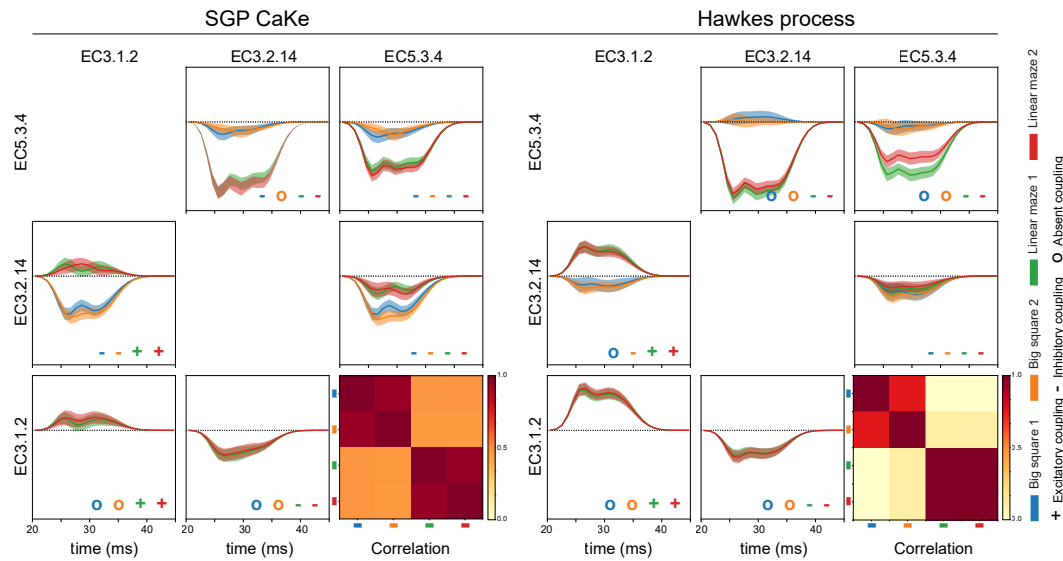 SGP CaKe
Hawkes process
EC3.1.2
EC3.2.14
EC5.3.4
EC3.1.2
EC3.2.14
EC5.3.4
EC5.3.4
- O - -
- - - -
EC5.3.4
O O - -
O O - -
EC3.2.14
- - + +
- - - -
EC3.2.14
O - + +
- - - -
EC3.1.2
O O + +
O O - -
1.0
0.5
0.0
EC3.1.2
O O + +
O O - -
1.0
0.5
0.0
20 30 40
20 30 40
20 30 40
20 30 40
time (ms)
time (ms)
Correlation
time (ms)
time (ms)
Correlation
Big square 1
Big square 2
Linear maze 1
Linear maze 2
+ Excitatory coupling - Inhibitory coupling O Absent coupling